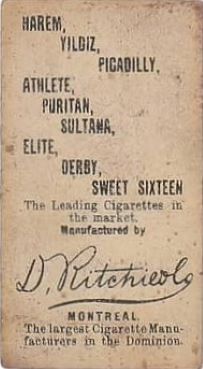 HAREM,
YILDIZ,
PICADILLY,
ATHLETE,
PURITAN,
SULTANA,
ELITE,
DERBY,
SWEET SIXTEEN
The Leading Cigarettes in
the market.
Manufactured by
D. Ritchie & Co
MONTREAL.
The largest Cigarette Manu-
facturers in the Dominion.